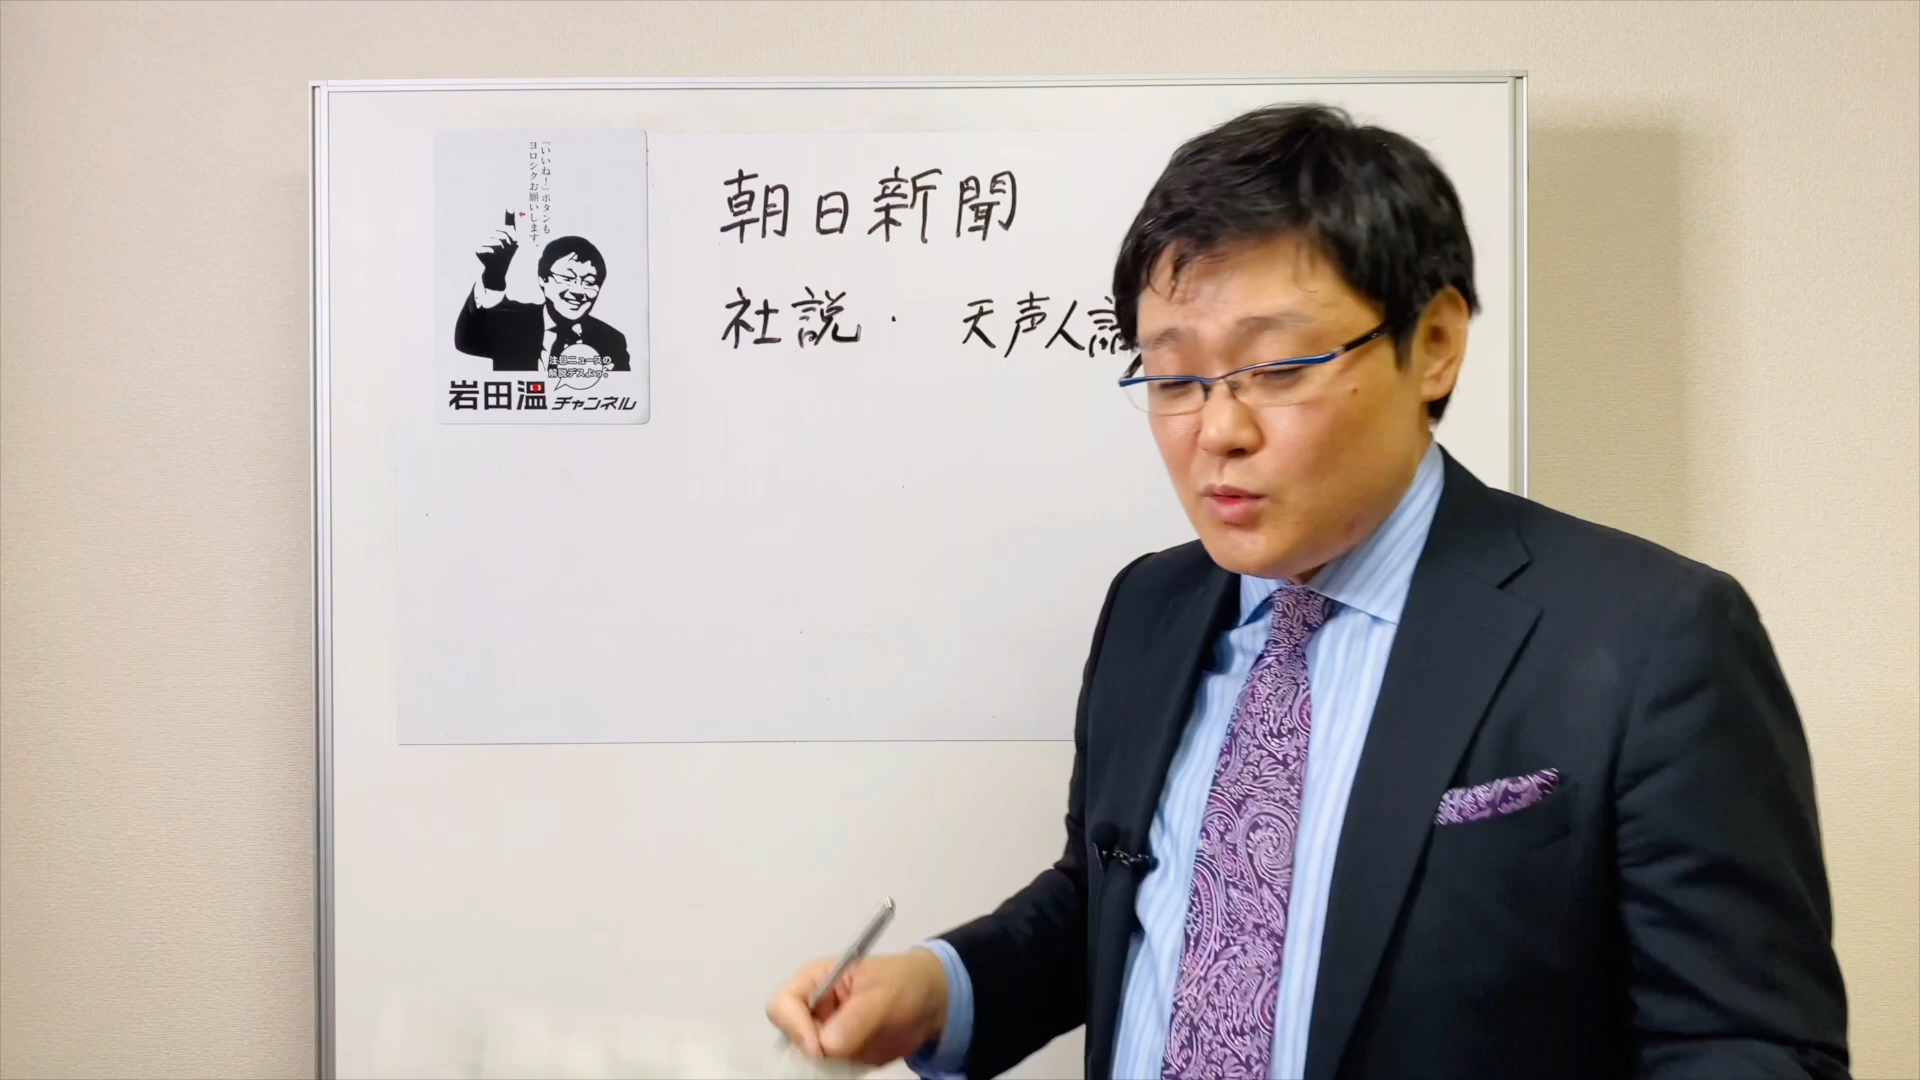 「いいね!」ボタンも
ヨロシクお願いします。
注目ニュースの
解説デスよっ。
岩田温チャンネル
朝日新聞
社説・天声人語